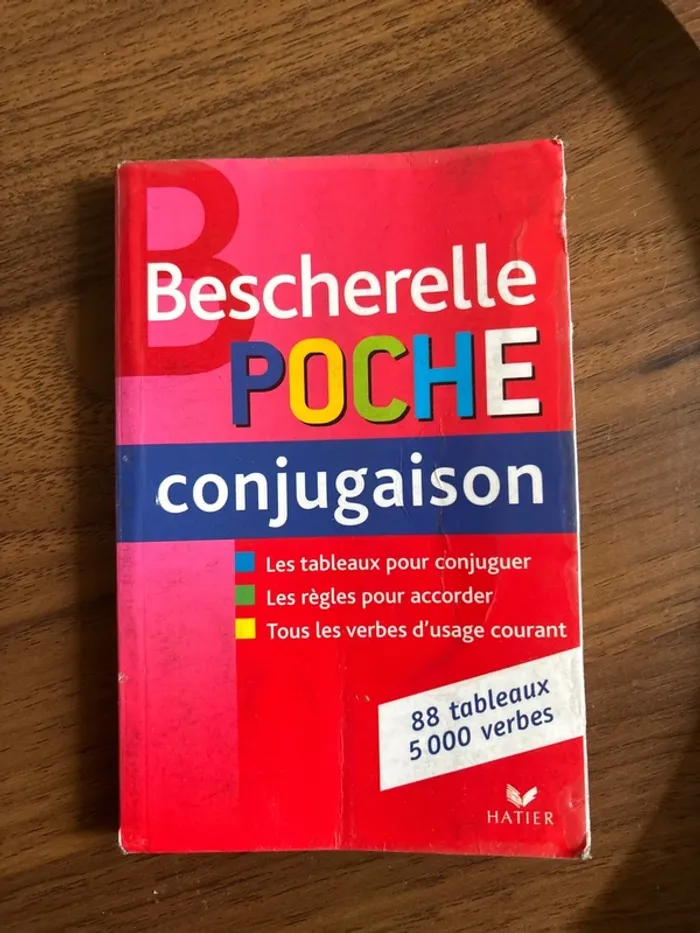 B
Bescherelle
POCHE
conjugaison
Les tableaux pour conjuguer
Les règles pour accorder
Tous les verbes d'usage courant
88 tableaux
5 000 verbes
HATIER